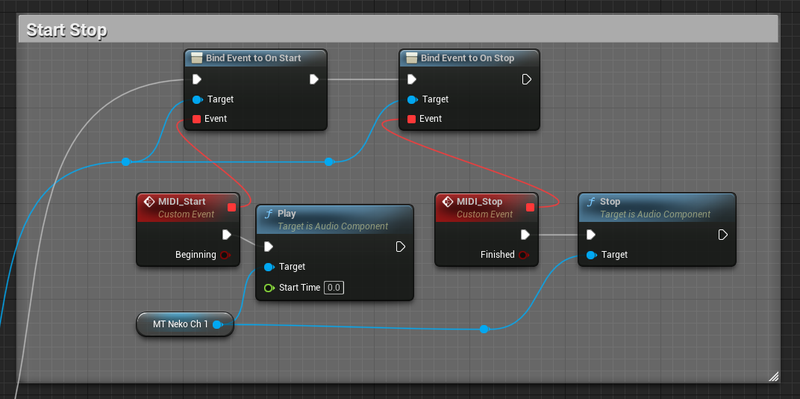 Start Stop
Bind Event to On Start
Target
Event
Bind Event to On Stop
Target
Event
MIDI_Start
Custom Event
Beginning
Play
Target is Audio Component
Target
Start Time 0.0
MT Neko Ch 1
MIDI_Stop
Custom Event
Finished
Stop
Target is Audio Component
Target